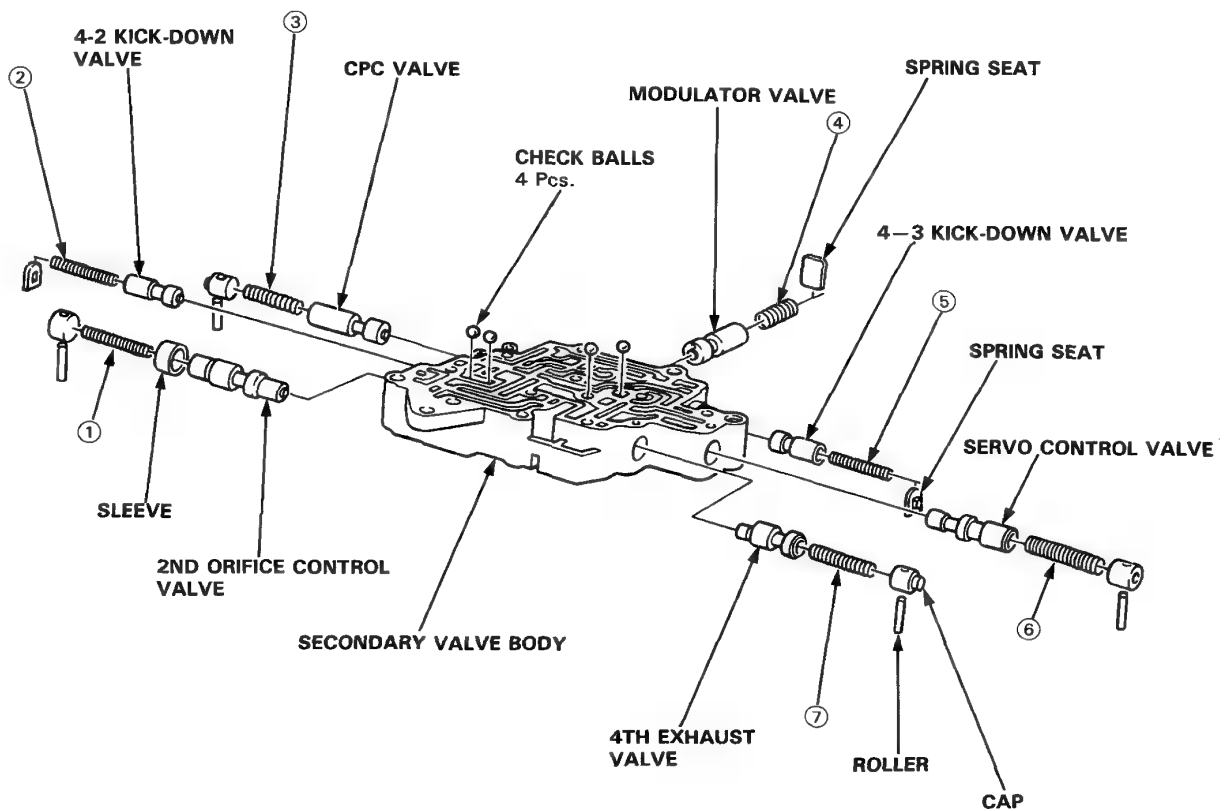 ③
4-2 KICK-DOWN
VALVE
②
CPC VALVE
SPRING SEAT
MODULATOR VALVE
④
CHECK BALLS
4 Pcs.
4—3 KICK-DOWN VALVE
⑤
SPRING SEAT
SERVO CONTROL VALVE
①
SLEEVE
2ND ORIFICE CONTROL
VALVE
SECONDARY VALVE BODY
⑥
⑦
4TH EXHAUST
VALVE
ROLLER
CAP